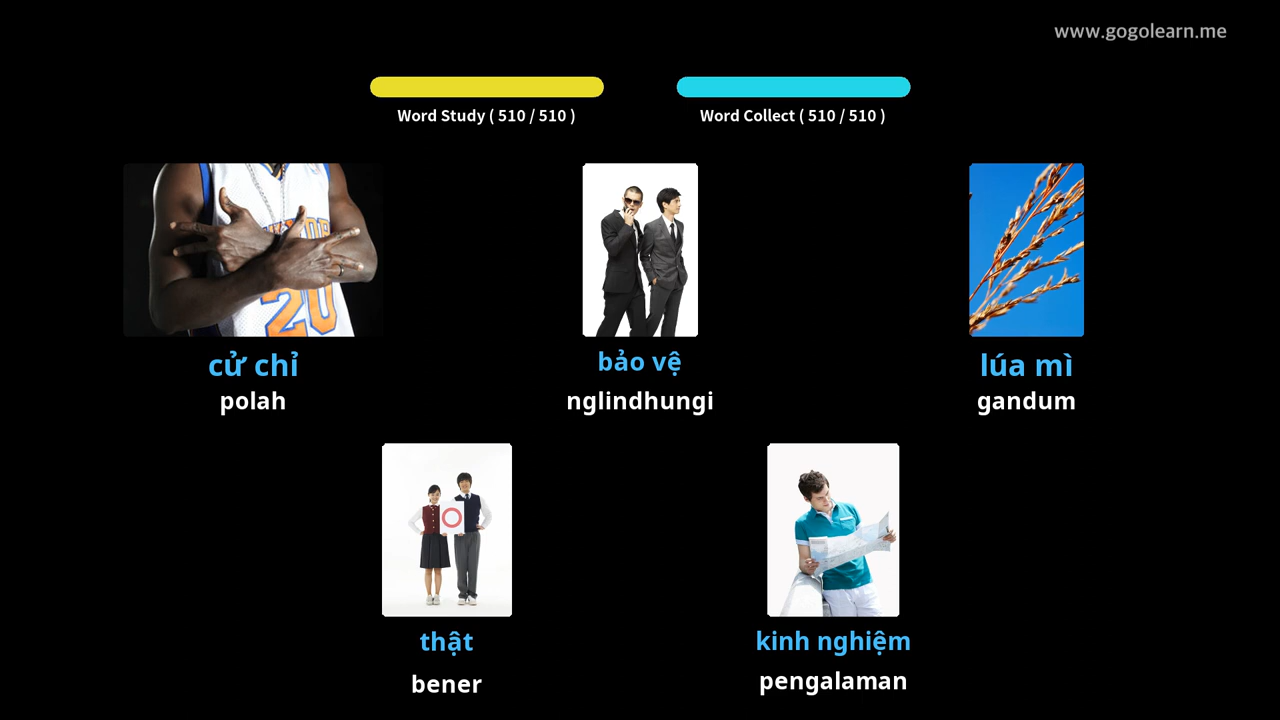 www.gogolearn.me
Word Study ( 510 / 510 )
Word Collect ( 510 / 510 )
20
cử chỉ
polah
bảo vệ
nglindhungi
lúa mì
gandum
thật
bener
kinh nghiệm
pengalaman